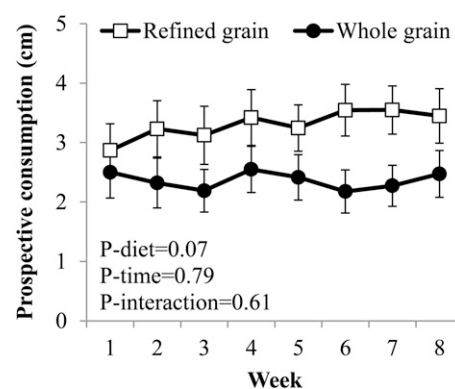 Refined grain Whole grain
Prospective consumption (cm)
5
4
3
2
1
0
P-diet=0.07
P-time=0.79
P-interaction=0.61
1 2 3 4 5 6 7 8
Week